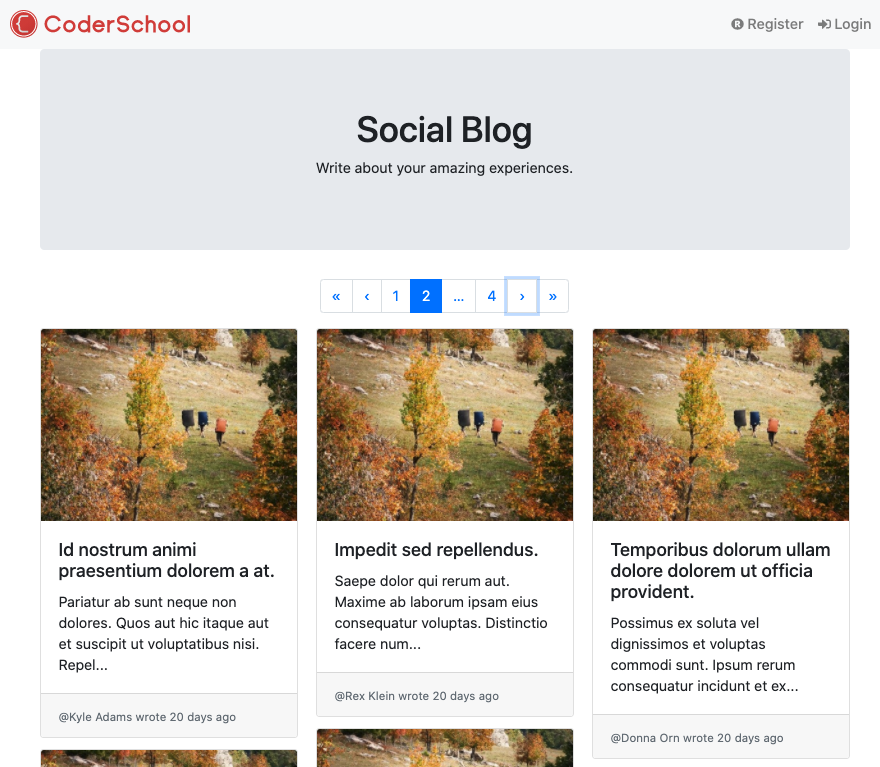 CoderSchool
Register
Login
Social Blog
Write about your amazing experiences.
« ‹ 1 2 ... 4 › »
Id nostrum animi
praesentium dolorem a at.
Pariatur ab sunt neque non
dolores. Quos aut hic itaque aut
et suscipit ut voluptatibus nisi.
Repel...
@Kyle Adams wrote 20 days ago
Impedit sed repellendus.
Saepe dolor qui rerum aut.
Maxime ab laborum ipsam eius
consequatur voluptas. Distinctio
facere num...
@Rex Klein wrote 20 days ago
Temporibus dolorum ullam
dolore dolorem ut officia
provident.
Possimus ex soluta vel
dignissimos et voluptas
commodi sunt. Ipsum rerum
consequatur incidunt et ex...
@Donna Orn wrote 20 days ago